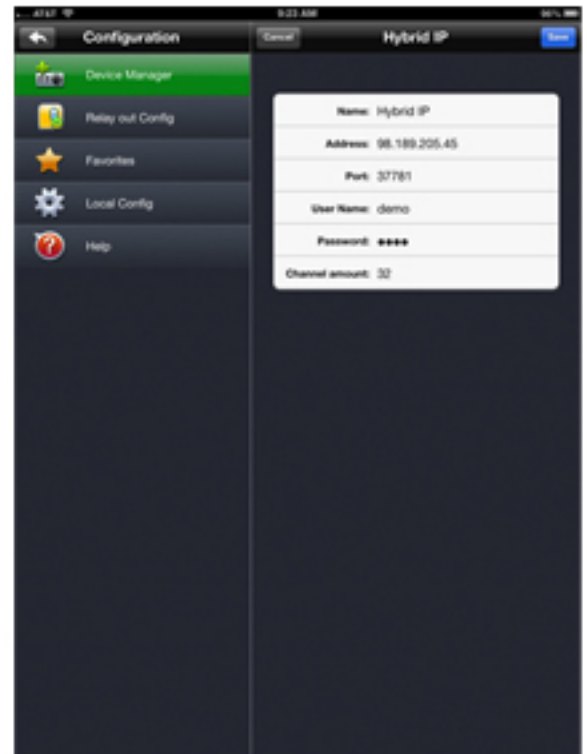 AT&T 9:23 AM 90%
Configuration
Cancel Hybrid IP Save
Device Manager
Relay out Config
Favorites
Local Config
Help
Name: Hybrid IP
Address: 98.189.205.45
Port: 37781
User Name: demo
Password: ●●●●
Channel amount: 32